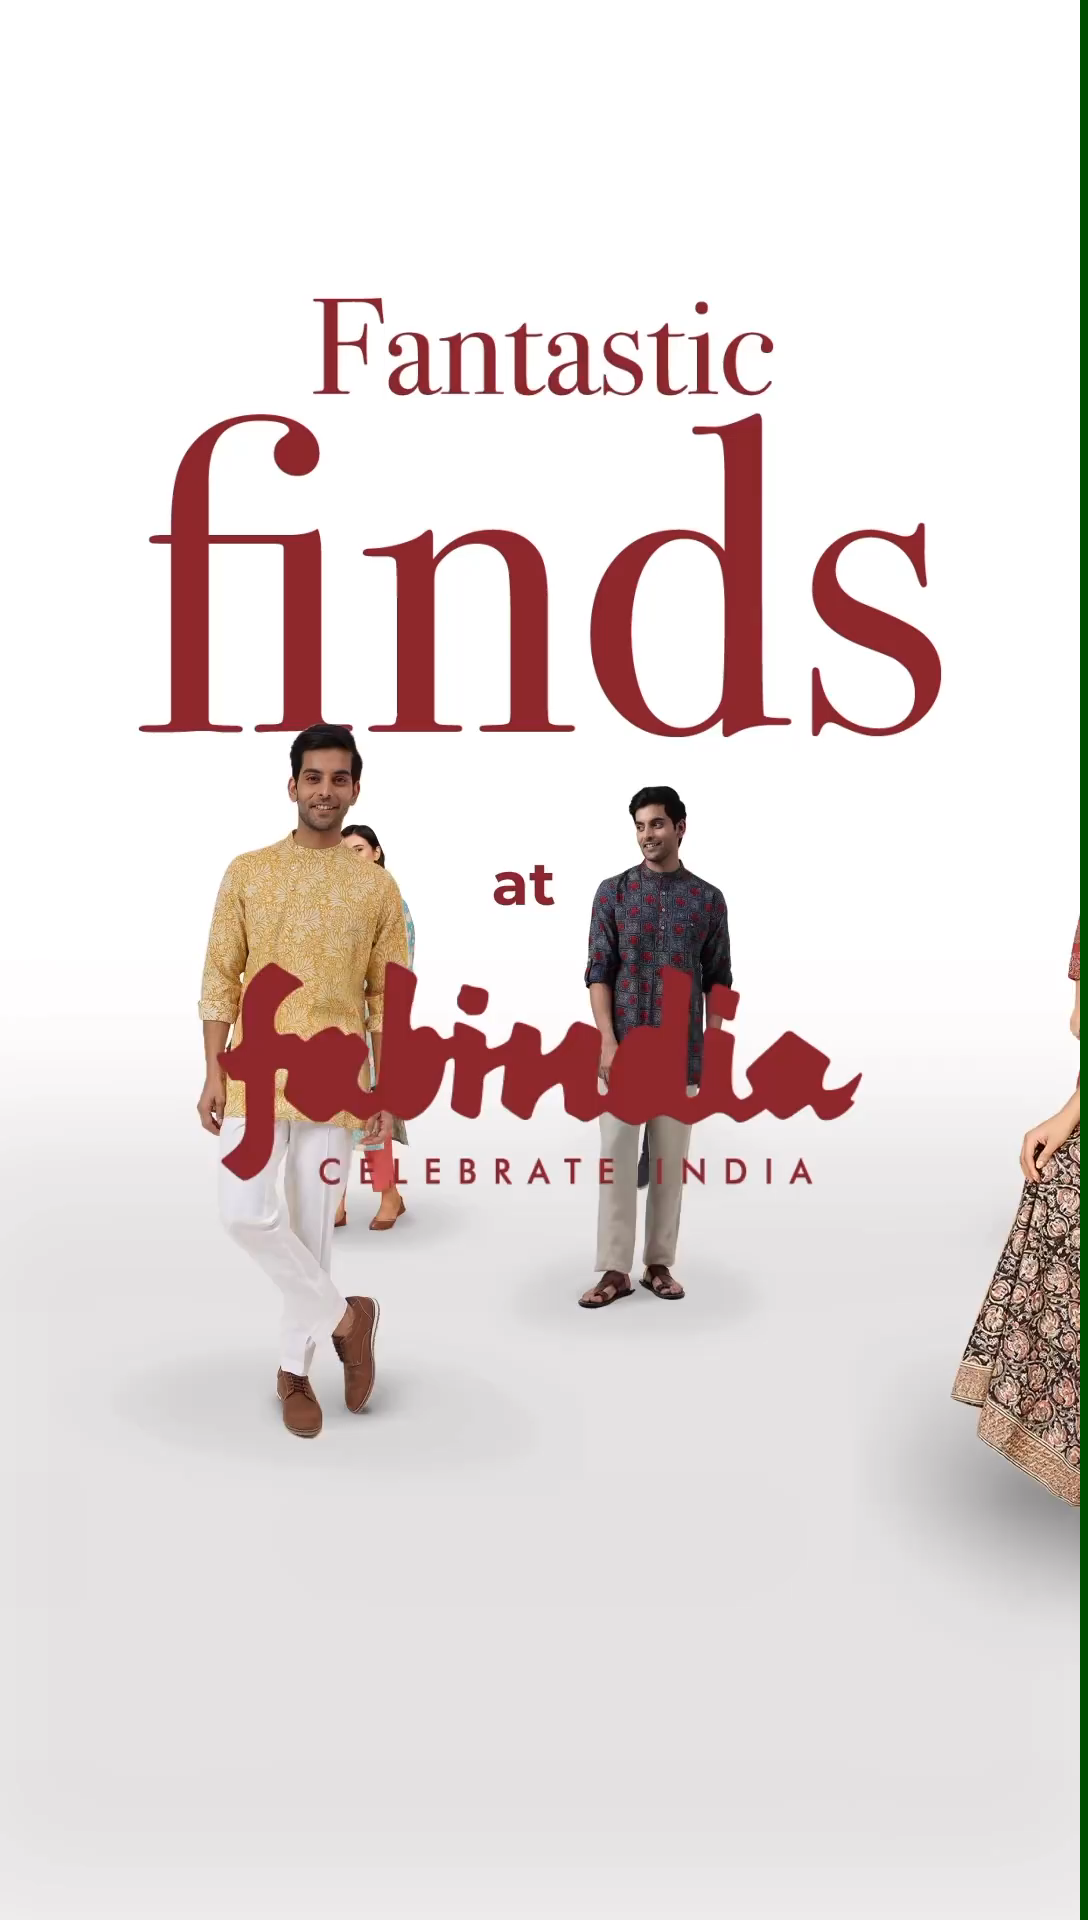 Fantastic
finds
at
fabindia
CELEBRATE INDIA